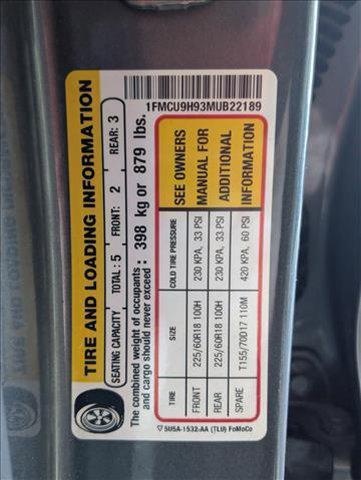 1FMCU9H93MUB22189
TIRE AND LOADING INFORMATION
SEATING CAPACITY TOTAL: 5 FRONT: 2 REAR: 3
The combined weight of occupants
and cargo should never exceed : 398 kg or 879 lbs.
TIRE SIZE COLD TIRE PRESSURE
FRONT 225/60R18 100H 230 KPA, 33 PSI
REAR 225/60R18 100H 230 KPA, 33 PSI
SPARE T155/70D17 110M 420 KPA, 60 PSI
SEE OWNERS
MANUAL FOR
ADDITIONAL
INFORMATION
5U5A-1532-AA (TLU) FoMoCo